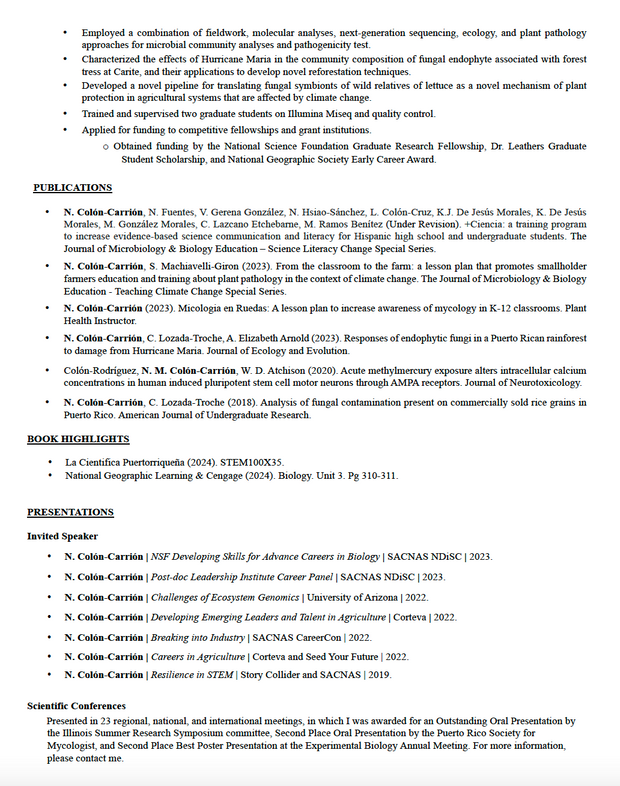 • Employed a combination of fieldwork, molecular analyses, next-generation sequencing, ecology, and plant pathology
approaches for microbial community analyses and pathogenicity test.
• Characterized the effects of Hurricane Maria in the community composition of fungal endophyte associated with forest
tress at Carite, and their applications to develop novel reforestation techniques.
• Developed a novel pipeline for translating fungal symbionts of wild relatives of lettuce as a novel mechanism of plant
protection in agricultural systems that are affected by climate change.
• Trained and supervised two graduate students on Illumina Miseq and quality control.
• Applied for funding to competitive fellowships and grant institutions.
o Obtained funding by the National Science Foundation Graduate Research Fellowship, Dr. Leathers Graduate
Student Scholarship, and National Geographic Society Early Career Award.
PUBLICATIONS
• N. Colón-Carrión, N. Fuentes, V. Gerena González, N. Hsiao-Sánchez, L. Colón-Cruz, K.J. De Jesús Morales, K. De Jesús
Morales, M. González Morales, C. Lazcano Etchebarne, M. Ramos Benítez (Under Revision). +Ciencia: a training program
to increase evidence-based science communication and literacy for Hispanic high school and undergraduate students. The
Journal of Microbiology & Biology Education – Science Literacy Change Special Series.
• N. Colón-Carrión, S. Machiavelli-Giron (2023). From the classroom to the farm: a lesson plan that promotes smallholder
farmers education and training about plant pathology in the context of climate change. The Journal of Microbiology & Biology
Education - Teaching Climate Change Special Series.
• N. Colón-Carrión (2023). Micologia en Ruedas: A lesson plan to increase awareness of mycology in K-12 classrooms. Plant
Health Instructor.
• N. Colón-Carrión, C. Lozada-Troche, A. Elizabeth Arnold (2023). Responses of endophytic fungi in a Puerto Rican rainforest
to damage from Hurricane Maria. Journal of Ecology and Evolution.
• Colón-Rodríguez, N. M. Colón-Carrión, W. D. Atchison (2020). Acute methylmercury exposure alters intracellular calcium
concentrations in human induced pluripotent stem cell motor neurons through AMPA receptors. Journal of Neurotoxicology.
• N. Colón-Carrión, C. Lozada-Troche (2018). Analysis of fungal contamination present on commercially sold rice grains in
Puerto Rico. American Journal of Undergraduate Research.
BOOK HIGHLIGHTS
• La Cientifica Puertorriqueña (2024). STEM100X35.
• National Geographic Learning & Cengage (2024). Biology. Unit 3. Pg 310-311.
PRESENTATIONS
Invited Speaker
• N. Colón-Carrión | NSF Developing Skills for Advance Careers in Biology | SACNAS NDiSC | 2023.
• N. Colón-Carrión | Post-doc Leadership Institute Career Panel | SACNAS NDiSC | 2023.
• N. Colón-Carrión | Challenges of Ecosystem Genomics | University of Arizona | 2022.
• N. Colón-Carrión | Developing Emerging Leaders and Talent in Agriculture | Corteva | 2022.
• N. Colón-Carrión | Breaking into Industry | SACNAS CareerCon | 2022.
• N. Colón-Carrión | Careers in Agriculture | Corteva and Seed Your Future | 2022.
• N. Colón-Carrión | Resilience in STEM | Story Collider and SACNAS | 2019.
Scientific Conferences
Presented in 23 regional, national, and international meetings, in which I was awarded for an Outstanding Oral Presentation by
the Illinois Summer Research Symposium committee, Second Place Oral Presentation by the Puerto Rico Society for
Mycologist, and Second Place Best Poster Presentation at the Experimental Biology Annual Meeting. For more information,
please contact me.